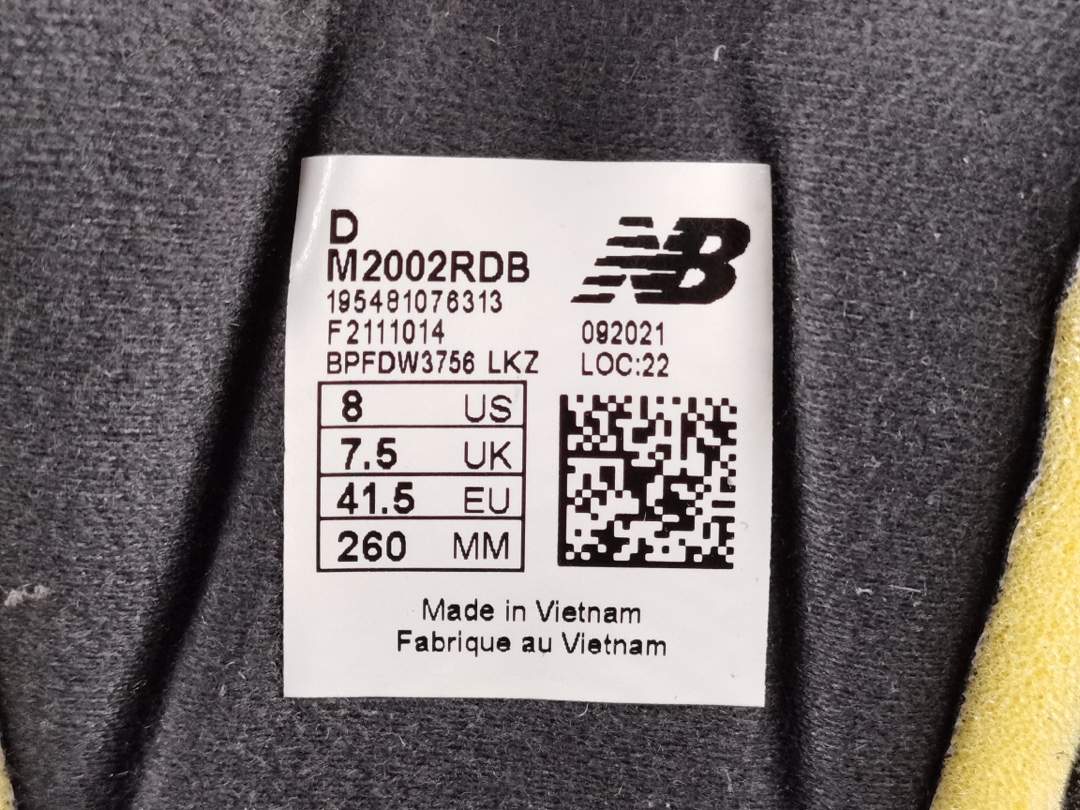 D
M2002RDB
NB
195481076313
F2111014
092021
BPFDW3756 LKZ
LOC:22
8 US
7.5 UK
41.5 EU
260 MM
Made in Vietnam
Fabrique au Vietnam